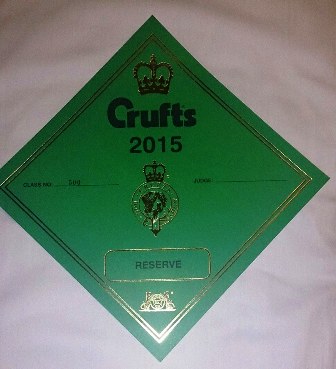 Crufts
2015
CLASS NO.
JUDGE
RESERVE